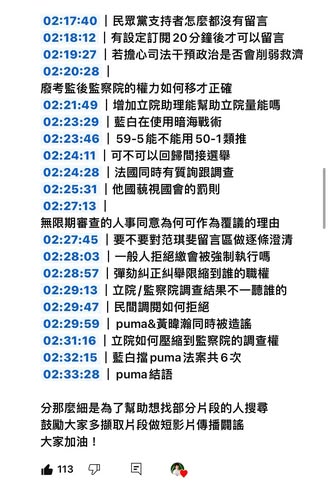 02:17:40｜民眾黨支持者怎麼都沒有留言
02:18:12｜有設定訂閱20分鐘後才可以留言
02:19:27｜若擔心司法干預政治是否會削弱救濟
02:20:28｜
廢考監後監察院的權力如何移才正確
02:21:49｜增加立院助理能幫助立院量能嗎
02:23:29｜藍白在使用暗海戰術
02:23:46｜59-5能不能用50-1類推
02:24:11｜可不可以回歸間接選舉
02:24:28｜法國同時有質詢跟調查
02:25:31｜他國藐視國會的罰則
02:27:13｜
無限期審查的人事同意為何可作為覆議的理由
02:27:45｜要不要對范琪斐留言區做逐條澄清
02:28:03｜一般人拒絕繳會被強制執行嗎
02:28:57｜彈劾糾正糾舉限縮到誰的職權
02:29:13｜立院/監察院調查結果不一聽誰的
02:29:47｜民間調閱如何拒絕
02:29:59｜puma&黃暐瀚同時被造謠
02:31:16｜立院如何壓縮到監察院的調查權
02:32:15｜藍白擋puma法案共6次
02:33:28｜puma結語
分那麼細是為了幫助想找部分片段的人搜尋
鼓勵大家多擷取片段做短影片傳播闢謠
大家加油！
113